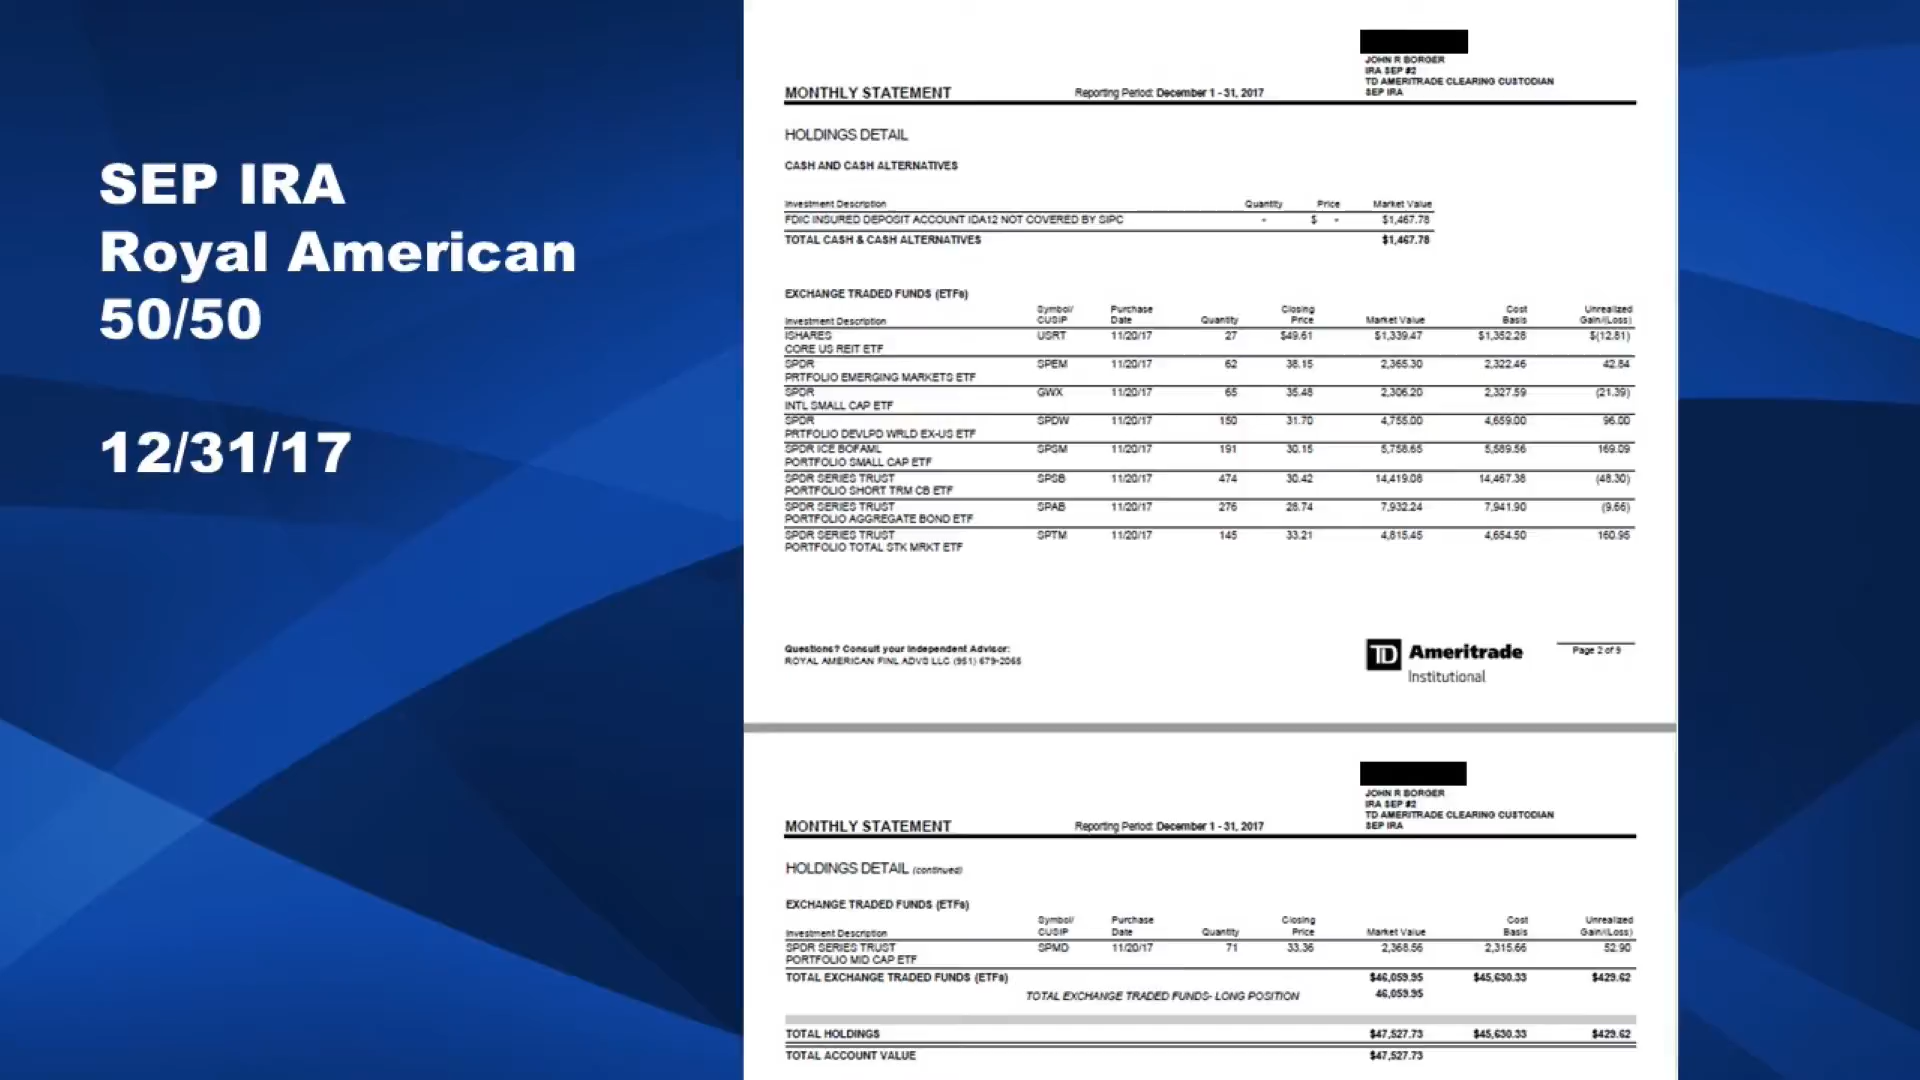 SEP IRA
Royal American
50/50
12/31/17
JOHN R BORGER
IRA SEP #2
TD AMERITRADE CLEARING CUSTODIAN
SEP IRA
MONTHLY STATEMENT Reporting Period: December 1 - 31, 2017
HOLDINGS DETAIL
CASH AND CASH ALTERNATIVES
Investment Description Quantity Price Market Value
FDIC INSURED DEPOSIT ACCOUNT IDA12 NOT COVERED BY SIPC - $ - $1,467.78
TOTAL CASH & CASH ALTERNATIVES $1,467.78
EXCHANGE TRADED FUNDS (ETFs)
Symbol/ Purchase Closing Cost Unrealized
Investment Description CUSIP Date Quantity Price Market Value Basis Gain/(Loss)
ISHARES USRT 11/20/17 27 $49.61 $1,339.47 $1,352.28 $(12.81)
CORE US REIT ETF
SPDR SPEM 11/20/17 62 38.15 2,365.30 2,322.46 42.84
PRTFOLIO EMERGING MARKETS ETF
SPDR GWX 11/20/17 65 35.48 2,306.20 2,327.59 (21.39)
INTL SMALL CAP ETF
SPDR SPDW 11/20/17 150 31.70 4,755.00 4,659.00 96.00
PRTFOLIO DEVLPD WRLD EX-US ETF
SPDR ICE BOFAML SPSM 11/20/17 191 30.15 5,758.65 5,589.56 169.09
PORTFOLIO SMALL CAP ETF
SPDR SERIES TRUST SPSB 11/20/17 474 30.42 14,419.08 14,467.38 (48.30)
PORTFOLIO SHORT TRM CB ETF
SPDR SERIES TRUST SPAB 11/20/17 276 28.74 7,932.24 7,941.90 (9.66)
PORTFOLIO AGGREGATE BOND ETF
SPDR SERIES TRUST SPTM 11/20/17 145 33.21 4,815.45 4,654.50 160.95
PORTFOLIO TOTAL STK MRKT ETF
Questions? Consult your Independent Advisor:
ROYAL AMERICAN FINL ADVS LLC (951) 679-2065
TD Ameritrade
Institutional
Page 2 of 9
JOHN R BORGER
IRA SEP #2
TD AMERITRADE CLEARING CUSTODIAN
SEP IRA
MONTHLY STATEMENT Reporting Period: December 1 - 31, 2017
HOLDINGS DETAIL (continued)
EXCHANGE TRADED FUNDS (ETFs)
Symbol/ Purchase Closing Cost Unrealized
Investment Description CUSIP Date Quantity Price Market Value Basis Gain/(Loss)
SPDR SERIES TRUST SPMD 11/20/17 71 33.36 2,368.56 2,315.66 52.90
PORTFOLIO MID CAP ETF
TOTAL EXCHANGE TRADED FUNDS (ETFs) $46,059.95 $45,630.33 $429.62
TOTAL EXCHANGE TRADED FUNDS- LONG POSITION 46,059.95
TOTAL HOLDINGS $47,527.73 $45,630.33 $429.62
TOTAL ACCOUNT VALUE $47,527.73